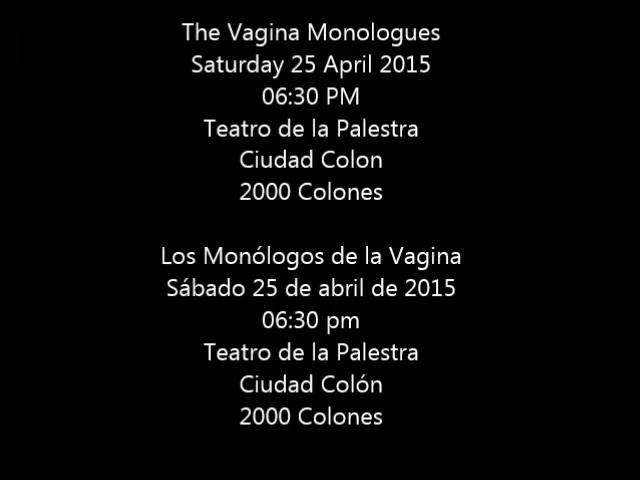 The Vagina Monologues
Saturday 25 April 2015
06:30 PM
Teatro de la Palestra
Ciudad Colon
2000 Colones
Los Monólogos de la Vagina
Sábado 25 de abril de 2015
06:30 pm
Teatro de la Palestra
Ciudad Colón
2000 Colones